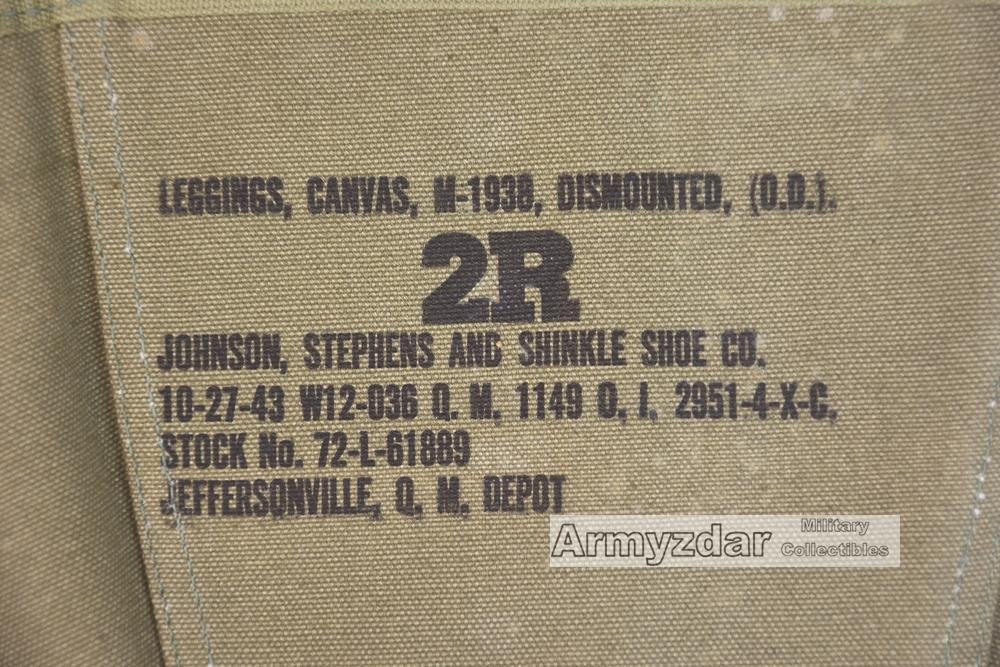 LEGGINGS, CANVAS, M-1938, DISMOUNTED, (O.D.).
2R
JOHNSON, STEPHENS AND SHINKLE SHOE CO.
10-27-43 W12-036 Q. M. 1149 O. I. 2951-4-X-C.
STOCK No. 72-L-61889
JEFFERSONVILLE, Q. M. DEPOT
Armyzdar Military Collectibles